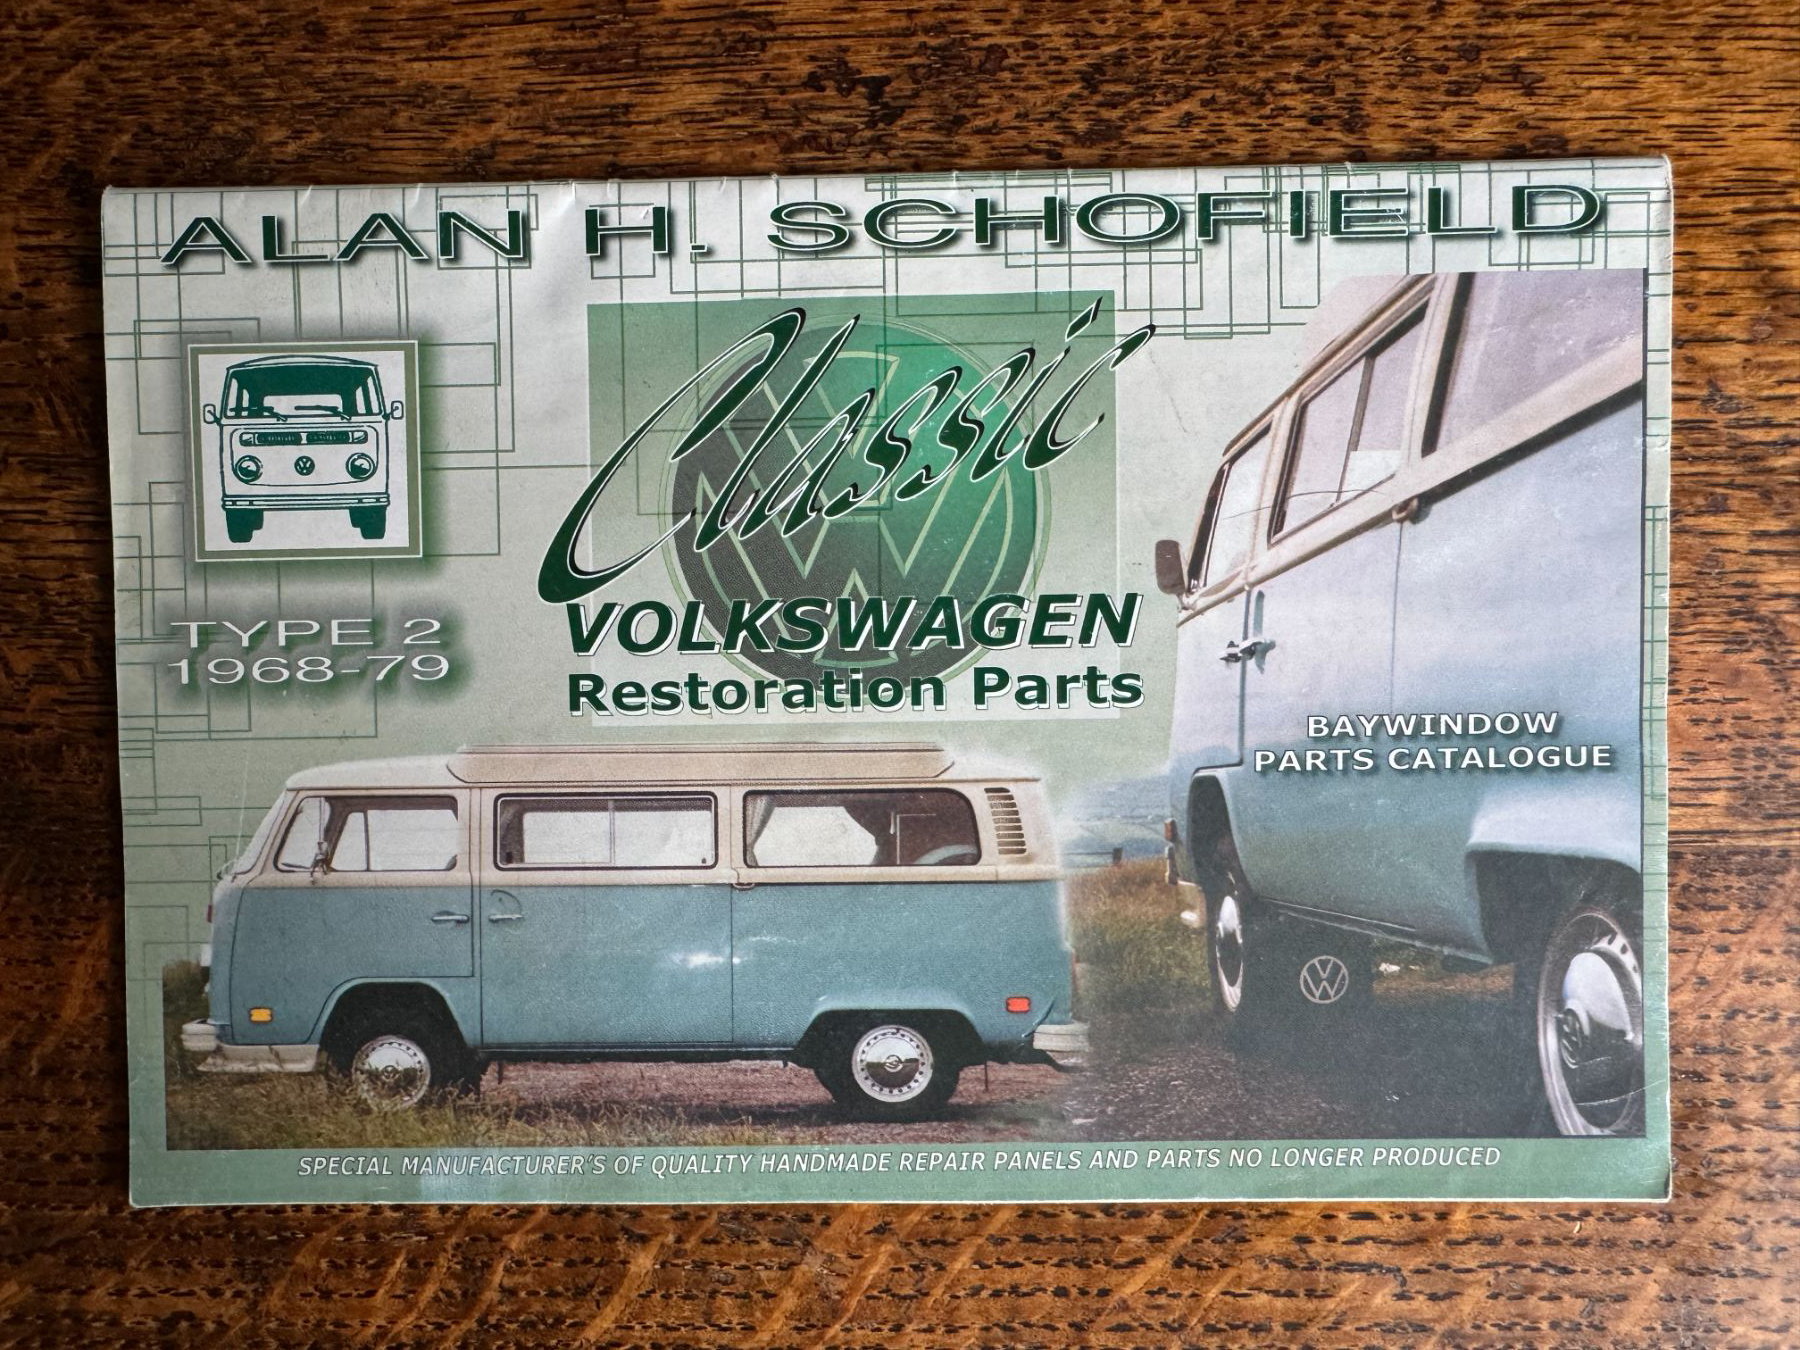 ALAN H. SCHOFIELD
Classic
VOLKSWAGEN
Restoration Parts
TYPE 2
1968-79
BAYWINDOW
PARTS CATALOGUE
SPECIAL MANUFACTURER'S OF QUALITY HANDMADE REPAIR PANELS AND PARTS NO LONGER PRODUCED